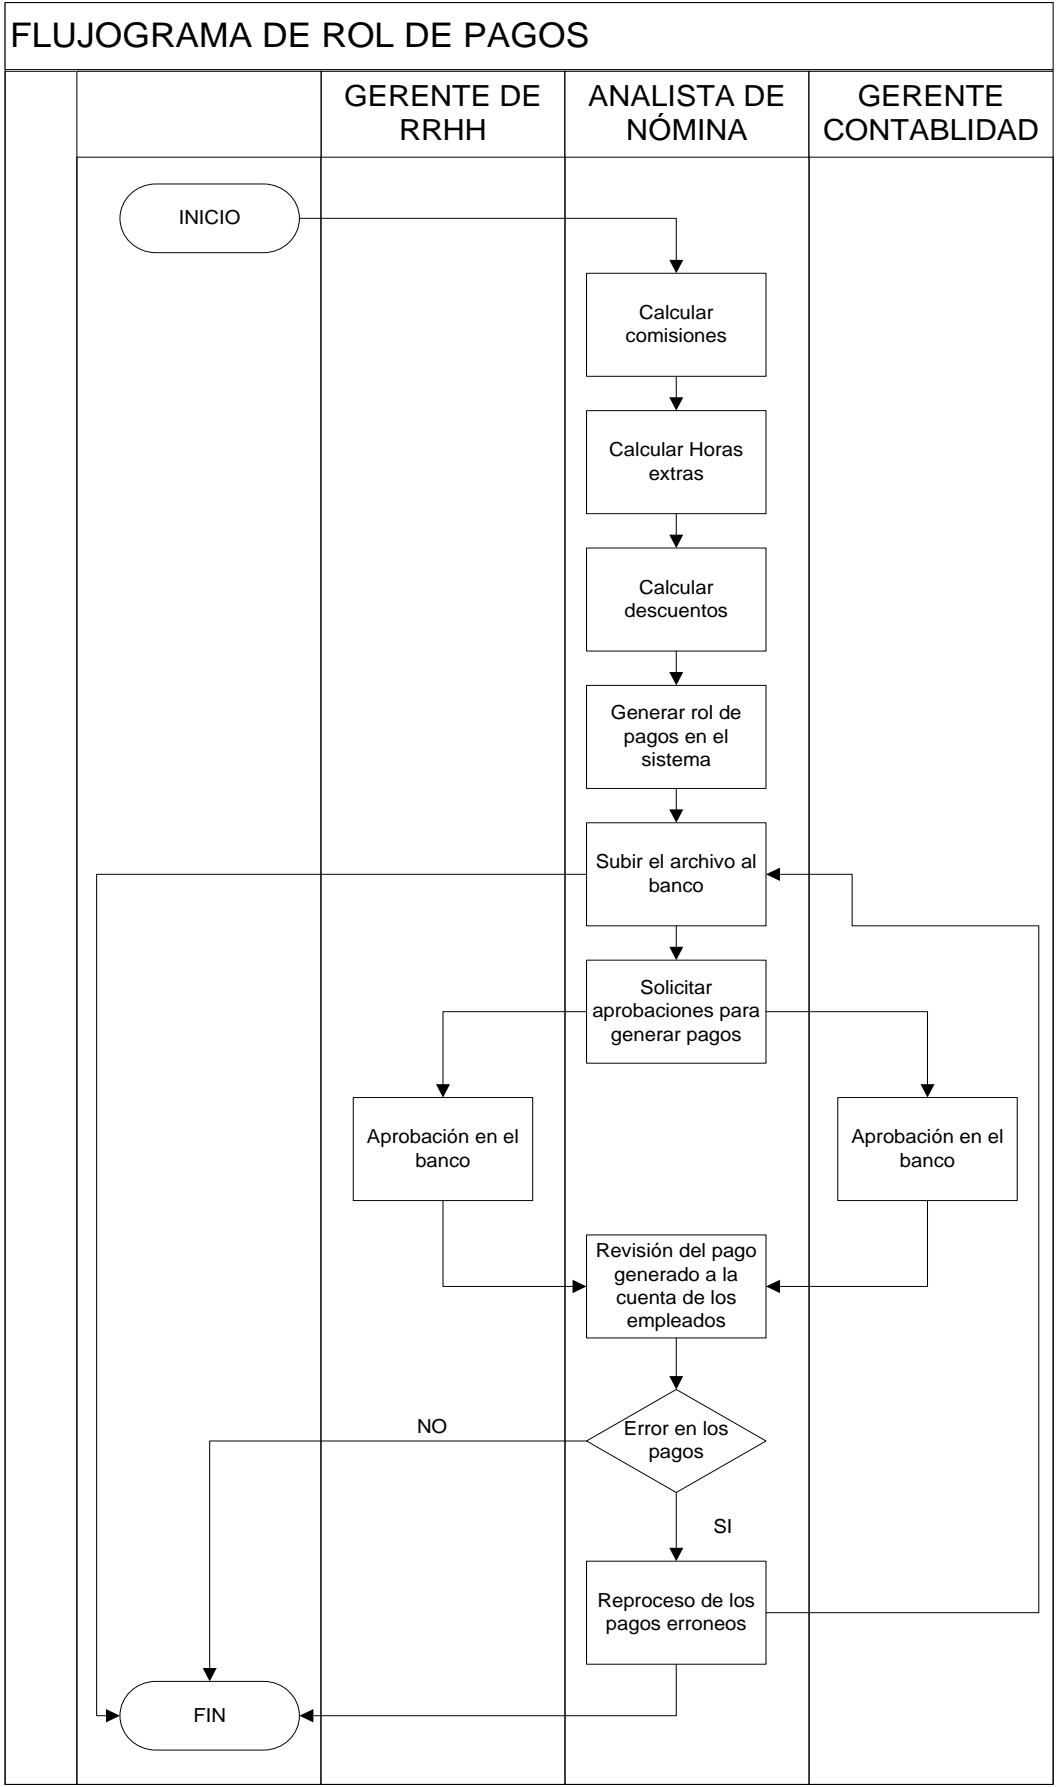 FLUJOGRAMA DE ROL DE PAGOS
GERENTE DE
RRHH
ANALISTA DE
NÓMINA
GERENTE
CONTABLIDAD
INICIO
Calcular
comisiones
Calcular Horas
extras
Calcular
descuentos
Generar rol de
pagos en el
sistema
Subir el archivo al
banco
Solicitar
aprobaciones para
generar pagos
Aprobación en el
banco
Aprobación en el
banco
Revisión del pago
generado a la
cuenta de los
empleados
Error en los
pagos
NO
SI
Reproceso de los
pagos erroneos
FIN